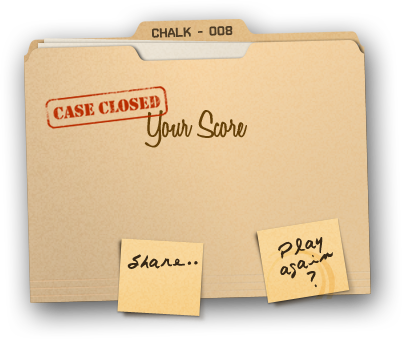 CHALK - 008
CASE CLOSED
Your Score
Share..
Play
again
?